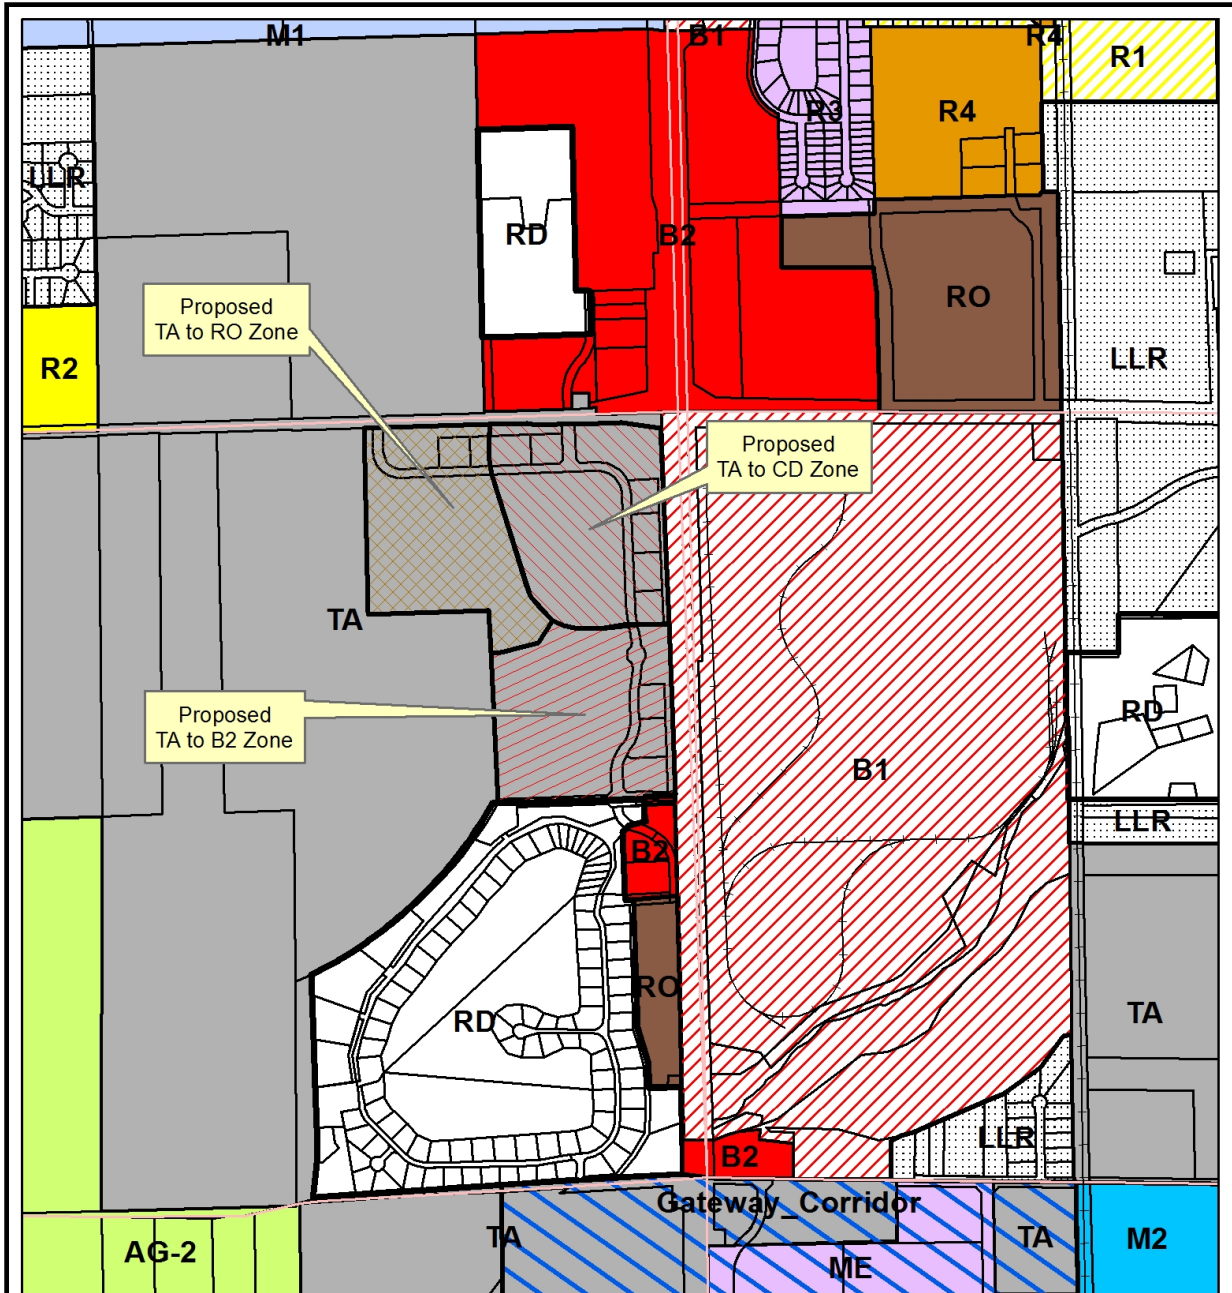 M1
B1
R4
R1
R3
R4
LLR
RD
B2
RO
Proposed
TA to RO Zone
R2
LLR
Proposed
TA to CD Zone
TA
Proposed
TA to B2 Zone
RD
B1
LLR
B2
RO
RD
TA
LLR
B2
Gateway_Corridor
TA
TA
M2
AG-2
ME